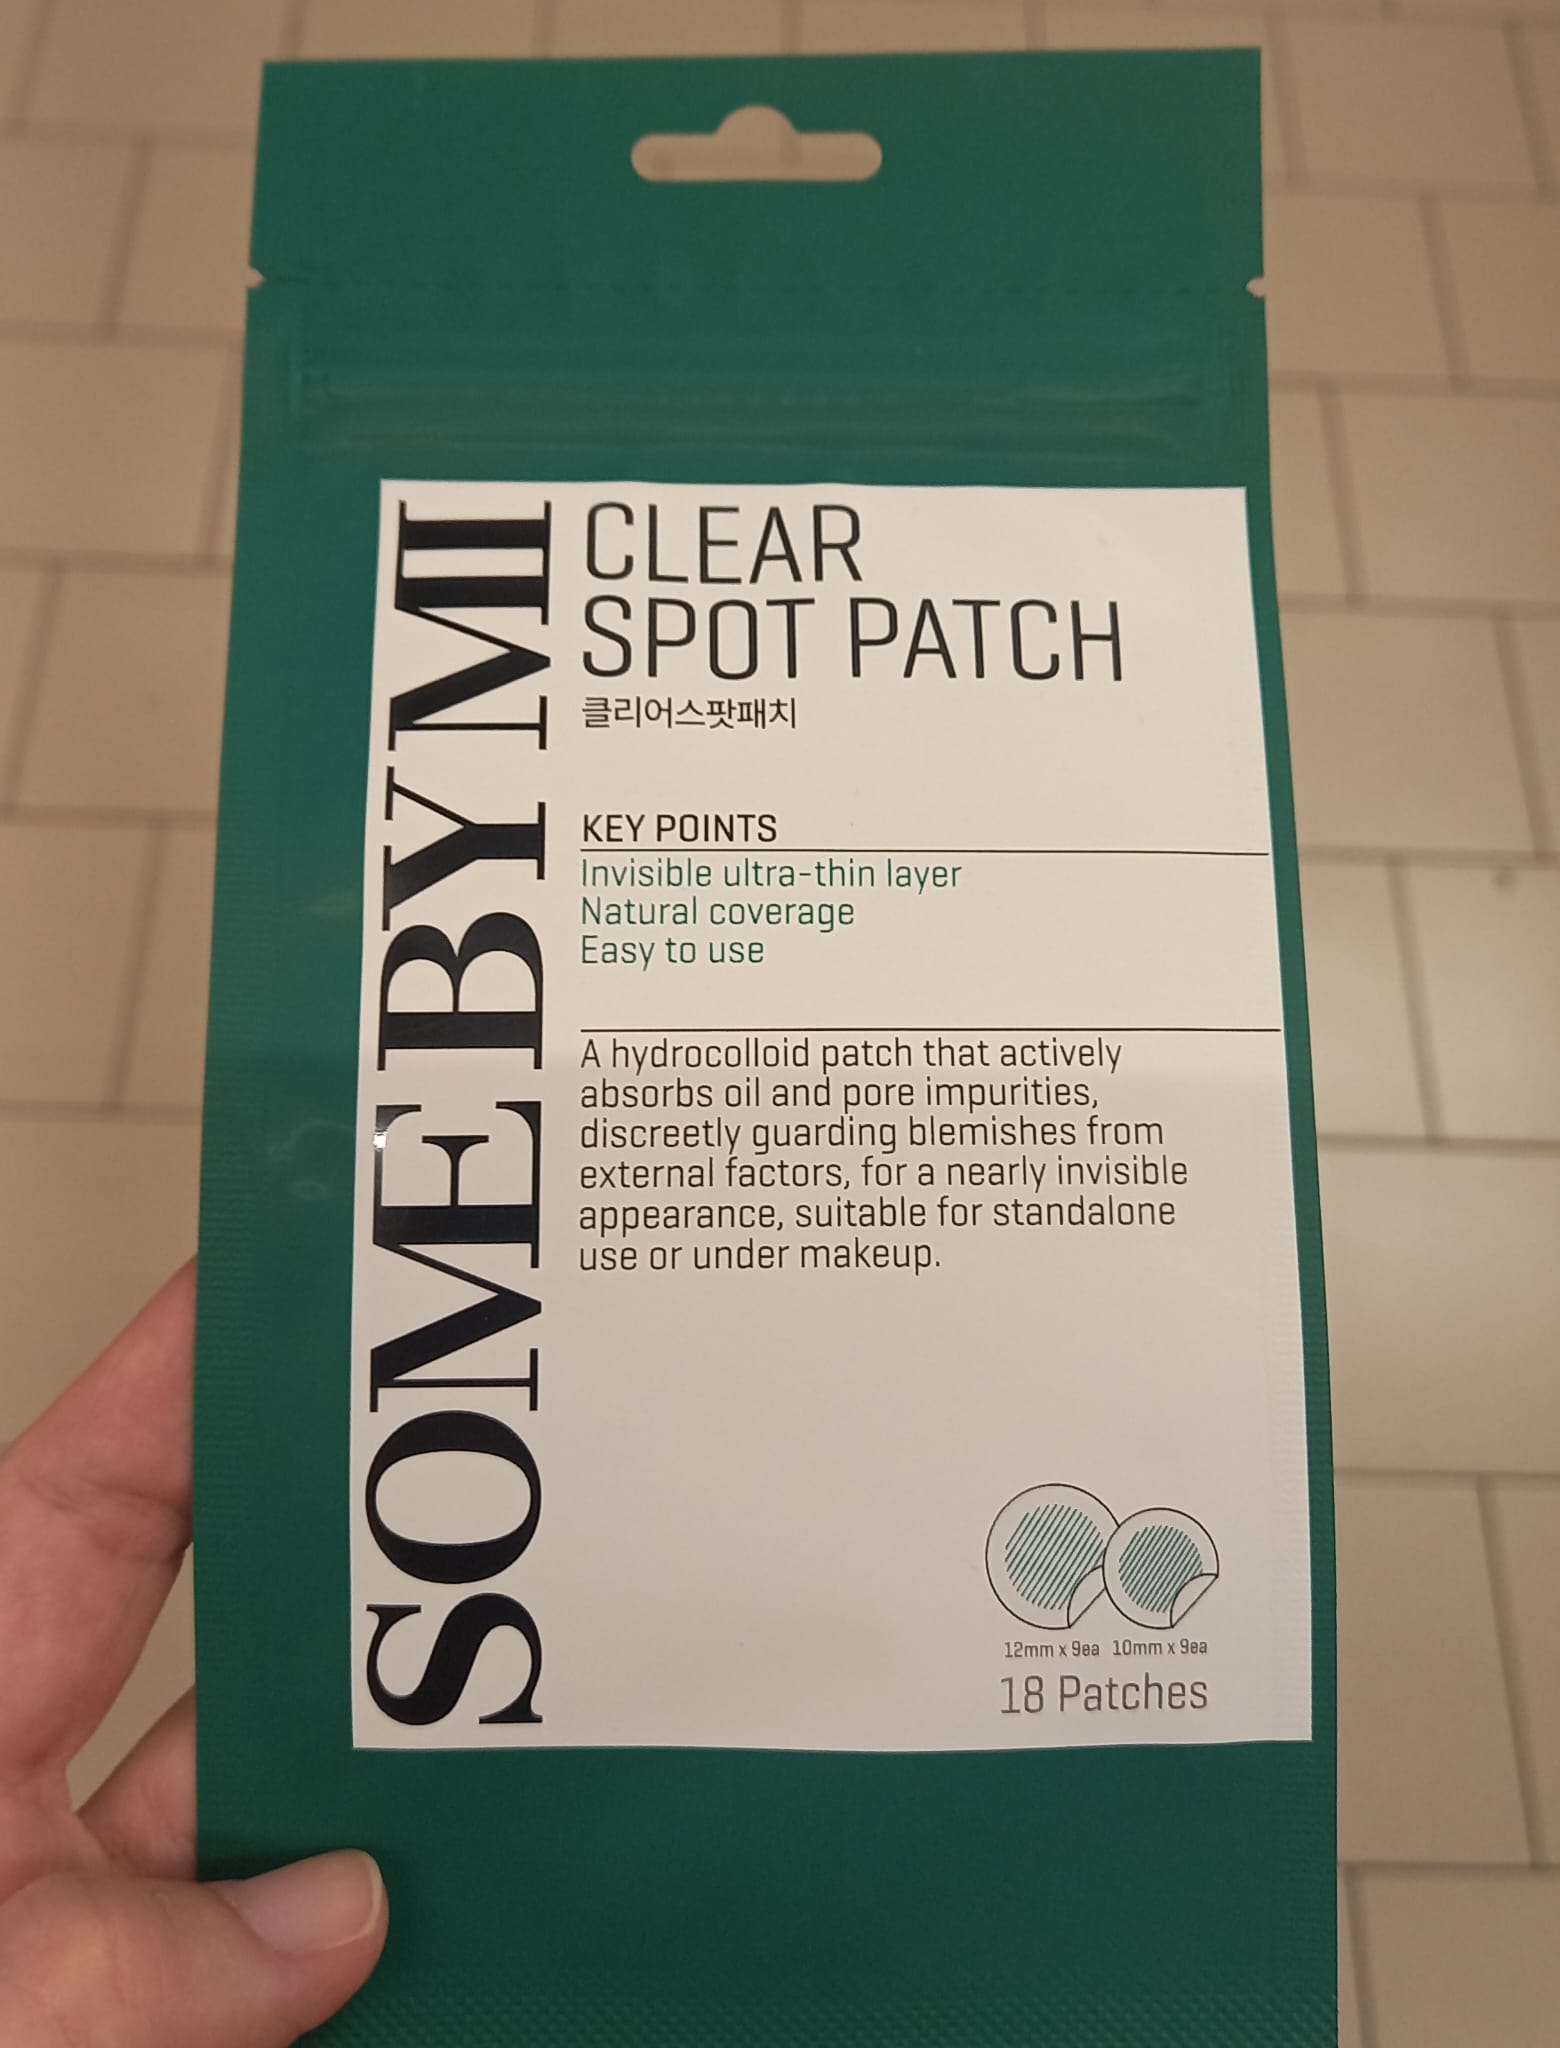 SOME BY MI
CLEAR
SPOT PATCH
클리어스팟패치
KEY POINTS
Invisible ultra-thin layer
Natural coverage
Easy to use
A hydrocolloid patch that actively
absorbs oil and pore impurities,
discreetly guarding blemishes from
external factors, for a nearly invisible
appearance, suitable for standalone
use or under makeup.
12mm x 9ea 10mm x 9ea
18 Patches